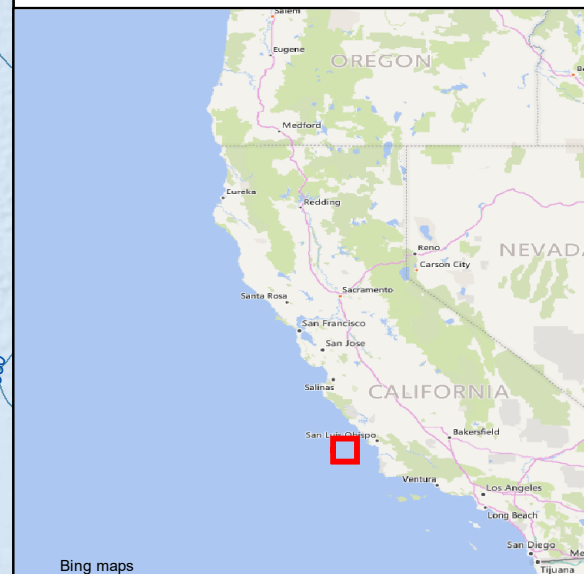 Salem
Eugene
OREGON
Medford
Eureka
Redding
Reno
NEVADA
Carson City
Santa Rosa
Sacramento
San Francisco
San Jose
Salinas
CALIFORNIA
San Luis Obispo
Bakersfield
Ventura
Los Angeles
Long Beach
San Diego
Tijuana
Bing maps